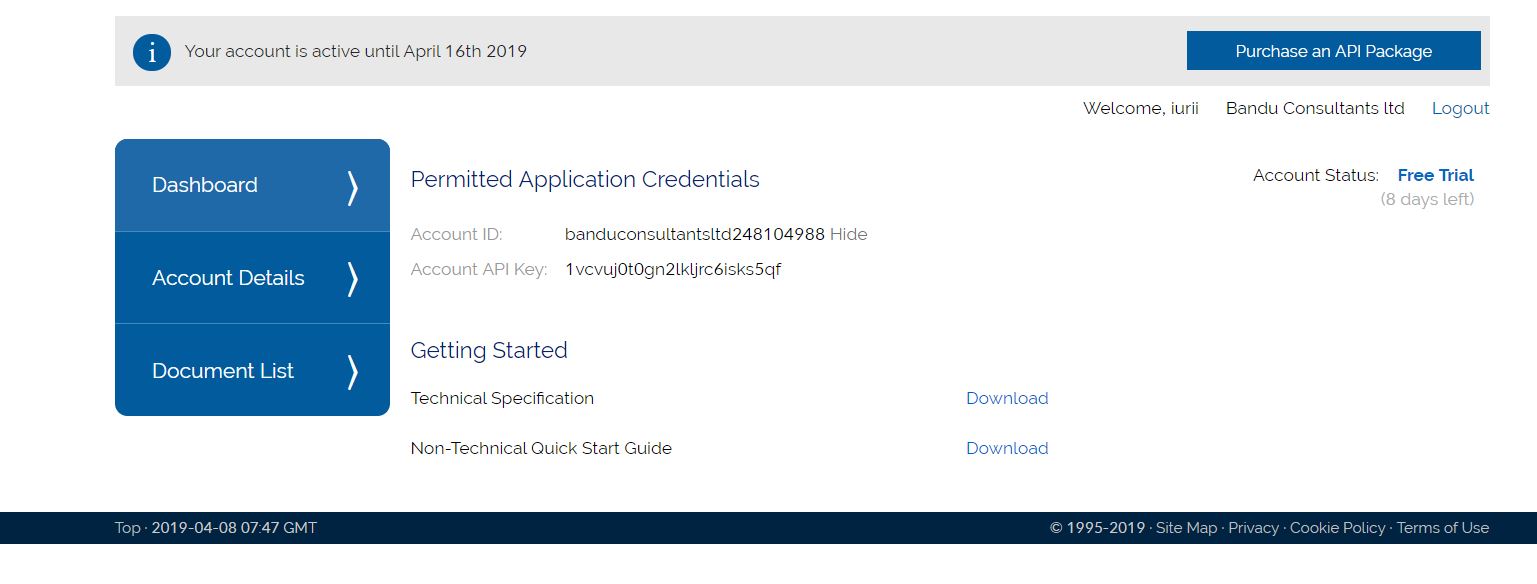 i Your account is active until April 16th 2019 Purchase an API Package
Welcome, iurii Bandu Consultants ltd Logout
Dashboard
Account Details
Document List
Permitted Application Credentials
Account Status: Free Trial
(8 days left)
Account ID: banduconsultantsltd248104988 Hide
Account API Key: 1vcvuj0t0gn2lkljrc6isks5qf
Getting Started
Technical Specification Download
Non-Technical Quick Start Guide Download
Top · 2019-04-08 07:47 GMT © 1995-2019 · Site Map · Privacy · Cookie Policy · Terms of Use